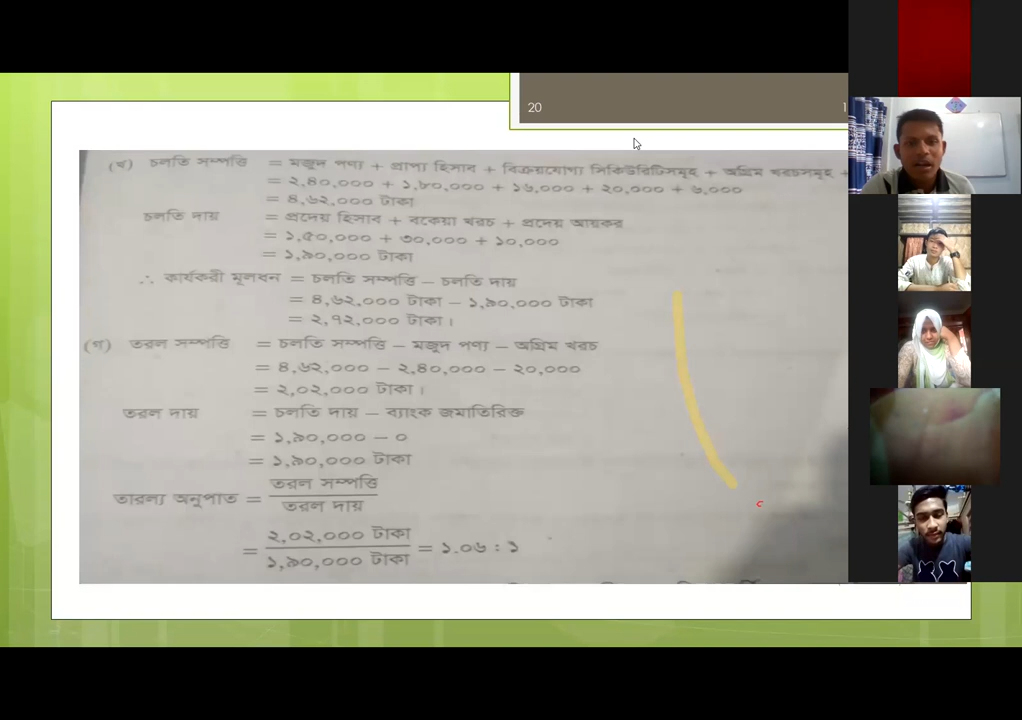 20
1
(খ) চলতি সম্পত্তি = মজুদ পণ্য + প্রাপ্য হিসাব + বিক্রয়যোগ্য সিকিউরিটিসমূহ + অগ্রিম খরচসমূহ +
= ২,৪০,০০০ + ১,৮০,০০০ + ১৬,০০০ + ২০,০০০ + ৬,০০০
= ৪,৬২,০০০ টাকা
চলতি দায় = প্রদেয় হিসাব + বকেয়া খরচ + প্রদেয় আয়কর
= ১,৫০,০০০ + ৩০,০০০ + ১০,০০০
= ১,৯০,০০০ টাকা
∴ কার্যকরী মূলধন = চলতি সম্পত্তি – চলতি দায়
= ৪,৬২,০০০ টাকা – ১,৯০,০০০ টাকা
= ২,৭২,০০০ টাকা।
(গ) তরল সম্পত্তি = চলতি সম্পত্তি – মজুদ পণ্য – অগ্রিম খরচ
= ৪,৬২,০০০ – ২,৪০,০০০ – ২০,০০০
= ২,০২,০০০ টাকা।
তরল দায় = চলতি দায় – ব্যাংক জমাতিরিক্ত
= ১,৯০,০০০ – ০
= ১,৯০,০০০ টাকা
তারল্য অনুপাত = তরল সম্পত্তি
তরল দায়
= ২,০২,০০০ টাকা
১,৯০,০০০ টাকা = ১.০৬ : ১